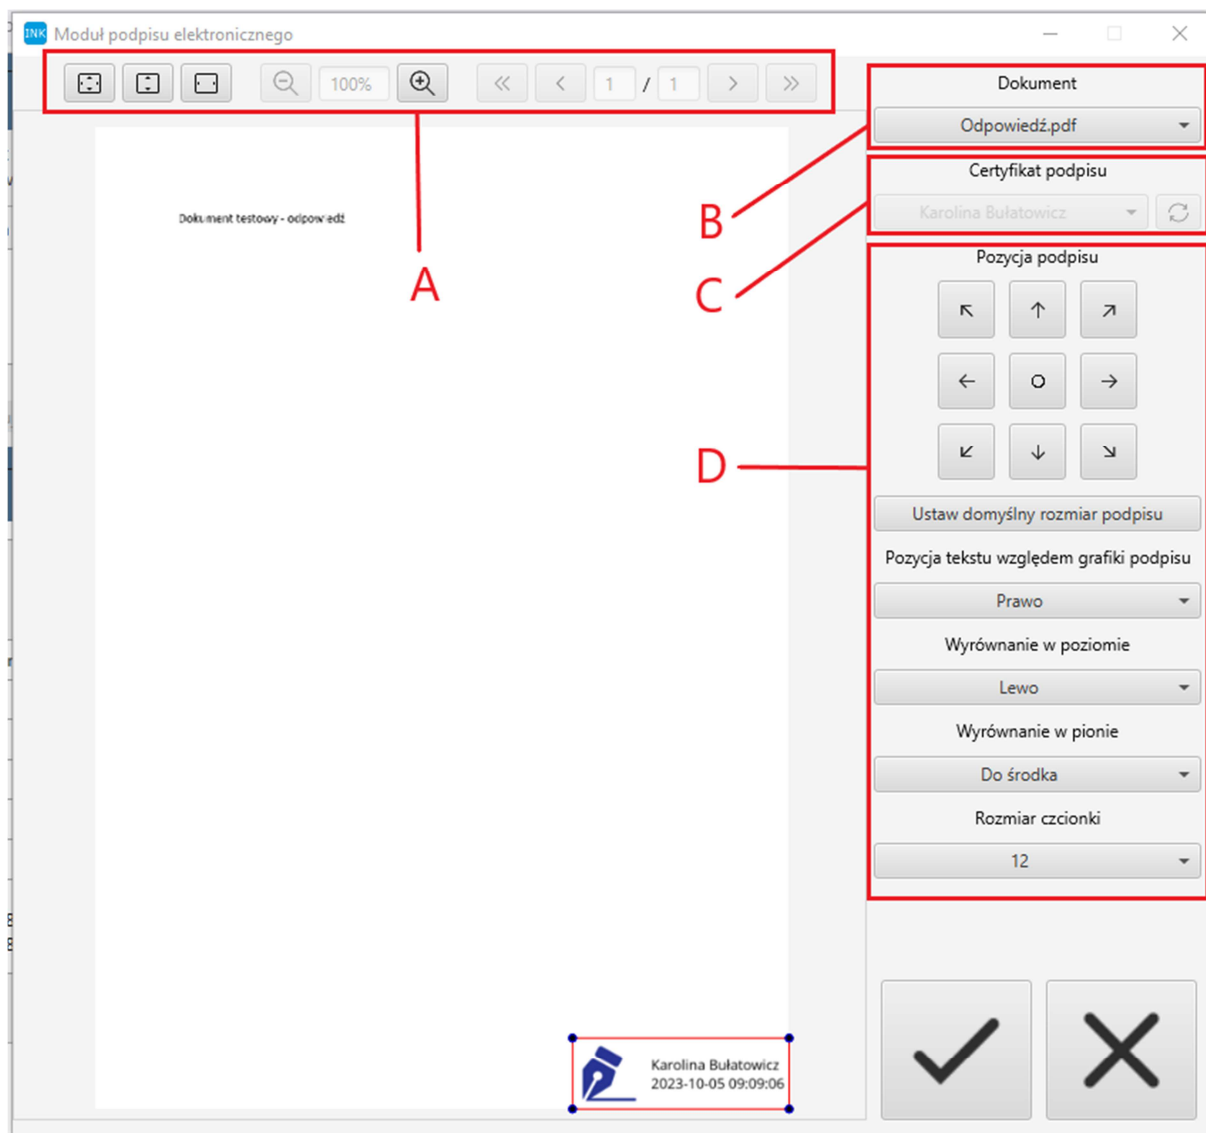 INK Moduł podpisu elektronicznego
100%
1 / 1
Dokument
Odpowiedź.pdf
Certyfikat podpisu
Karolina Bułatowicz
Pozycja podpisu
Ustaw domyślny rozmiar podpisu
Pozycja tekstu względem grafiki podpisu
Prawo
Wyrównanie w poziomie
Lewo
Wyrównanie w pionie
Do środka
Rozmiar czcionki
12
Dokument testowy - odpowiedź
A
B
C
D
Karolina Bułatowicz
2023-10-05 09:09:06